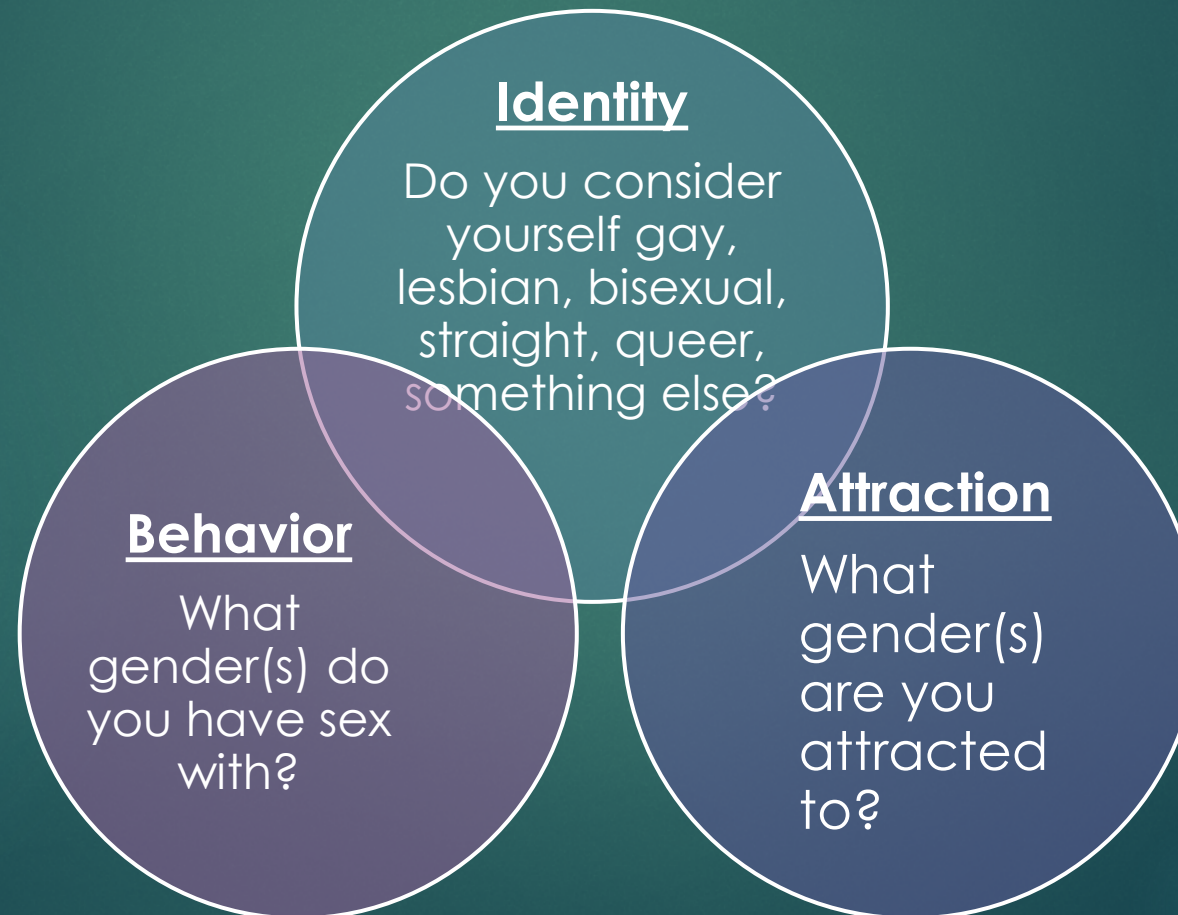 Identity
Do you consider
yourself gay,
lesbian, bisexual,
straight, queer,
something else?
Behavior
What
gender(s) do
you have sex
with?
Attraction
What
gender(s)
are you
attracted
to?